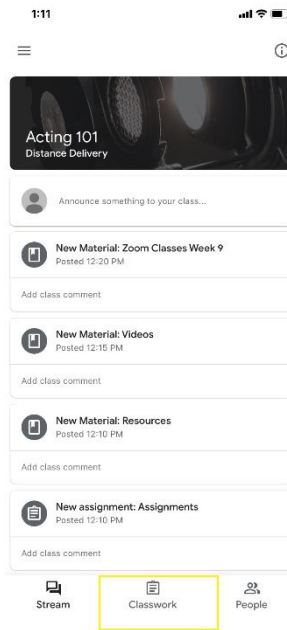 1:11
Acting 101
Distance Delivery
Announce something to your class...
New Material: Zoom Classes Week 9
Posted 12:20 PM
Add class comment
New Material: Videos
Posted 12:15 PM
Add class comment
New Material: Resources
Posted 12:10 PM
Add class comment
New assignment: Assignments
Posted 12:10 PM
Add class comment
Stream Classwork People